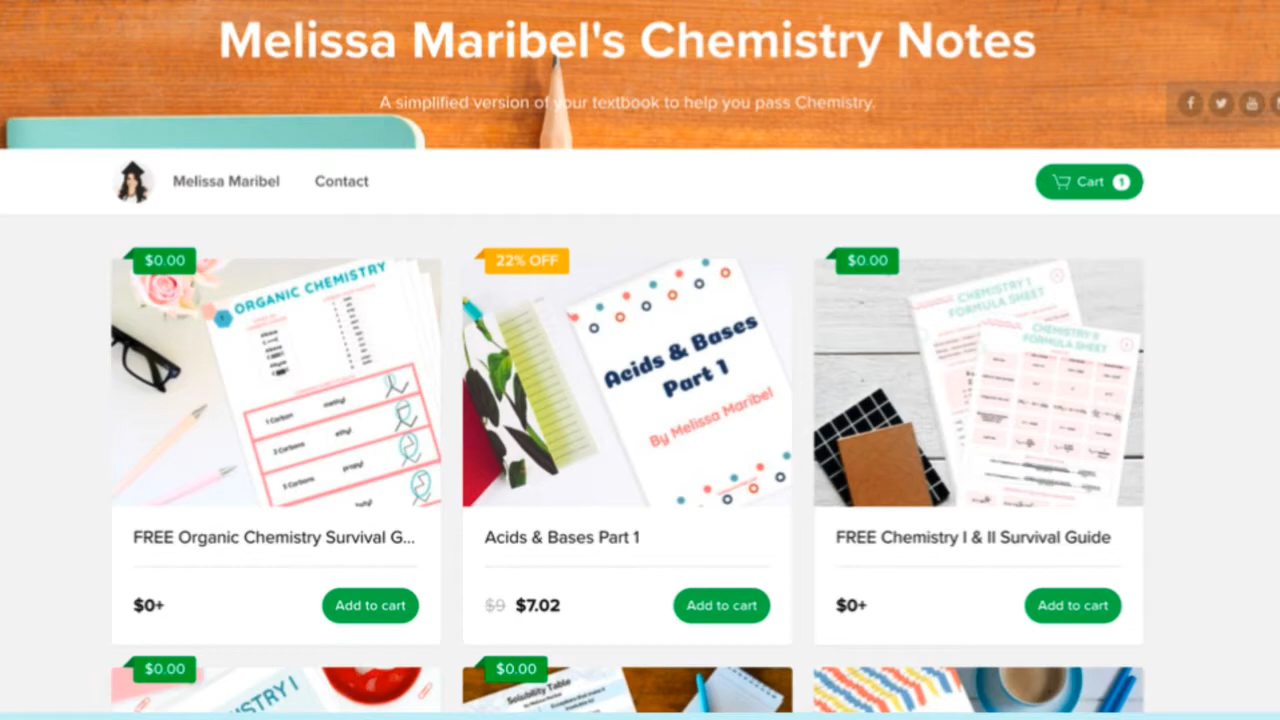 Melissa Maribel's Chemistry Notes
A simplified version of your textbook to help you pass Chemistry.
Melissa Maribel
Contact
Cart 1
$0.00
22% OFF
$0.00
ORGANIC CHEMISTRY
1 Carbon methyl
2 Carbons ethyl
3 Carbons propyl
Acids & Bases
Part 1
By Melissa Maribel
CHEMISTRY I
FORMULA SHEET
CHEMISTRY II
FORMULA SHEET
FREE Organic Chemistry Survival G...
Acids & Bases Part 1
FREE Chemistry I & II Survival Guide
$0+
Add to cart
$9 $7.02
Add to cart
$0+
Add to cart
$0.00
$0.00
Solubility Table